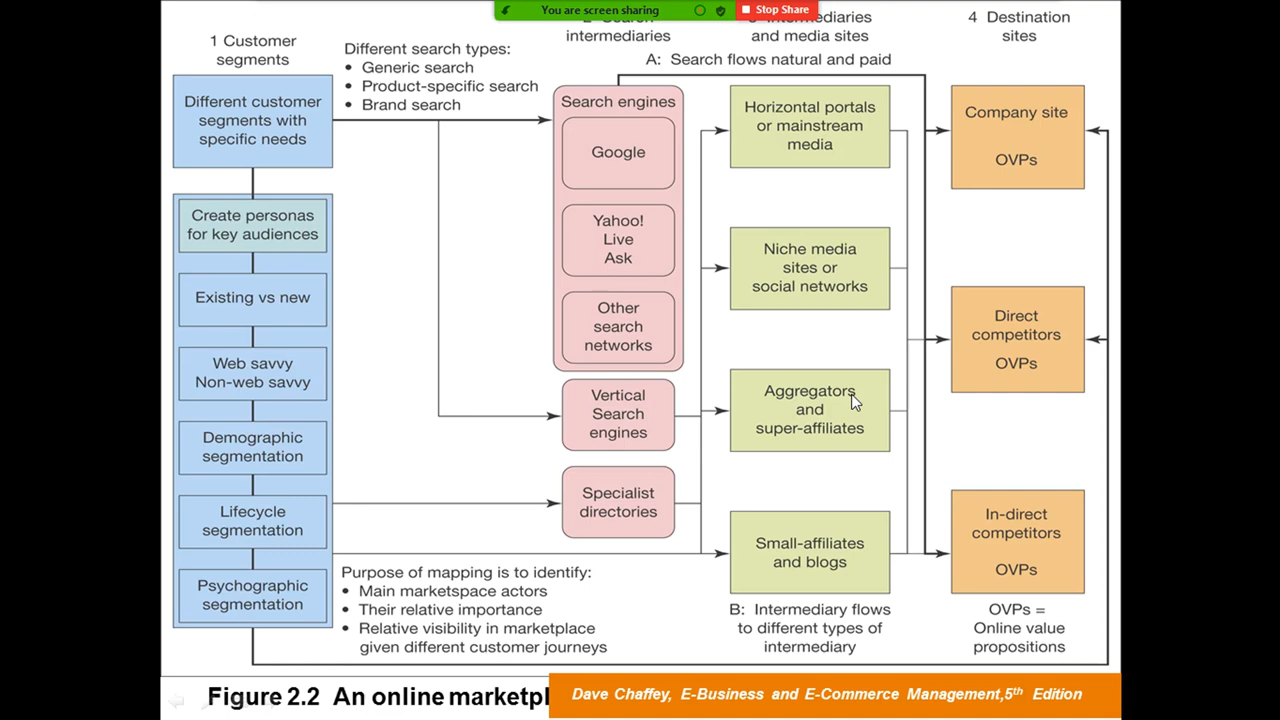 You are screen sharing
Stop Share
1 Customer
segments
Different search types:
• Generic search
• Product-specific search
• Brand search
intermediaries
and media sites
4 Destination
sites
A: Search flows natural and paid
Different customer
segments with
specific needs
Create personas
for key audiences
Existing vs new
Web savvy
Non-web savvy
Demographic
segmentation
Lifecycle
segmentation
Psychographic
segmentation
Search engines
Google
Yahoo!
Live
Ask
Other
search
networks
Vertical
Search
engines
Specialist
directories
Horizontal portals
or mainstream
media
Niche media
sites or
social networks
Aggregators
and
super-affiliates
Small-affiliates
and blogs
Company site
OVPs
Direct
competitors
OVPs
In-direct
competitors
OVPs
Purpose of mapping is to identify:
• Main marketspace actors
• Their relative importance
• Relative visibility in marketplace
given different customer journeys
B: Intermediary flows
to different types of
intermediary
OVPs =
Online value
propositions
Figure 2.2 An online
Dave Chaffey, E-Business and E-Commerce Management,5th Edition